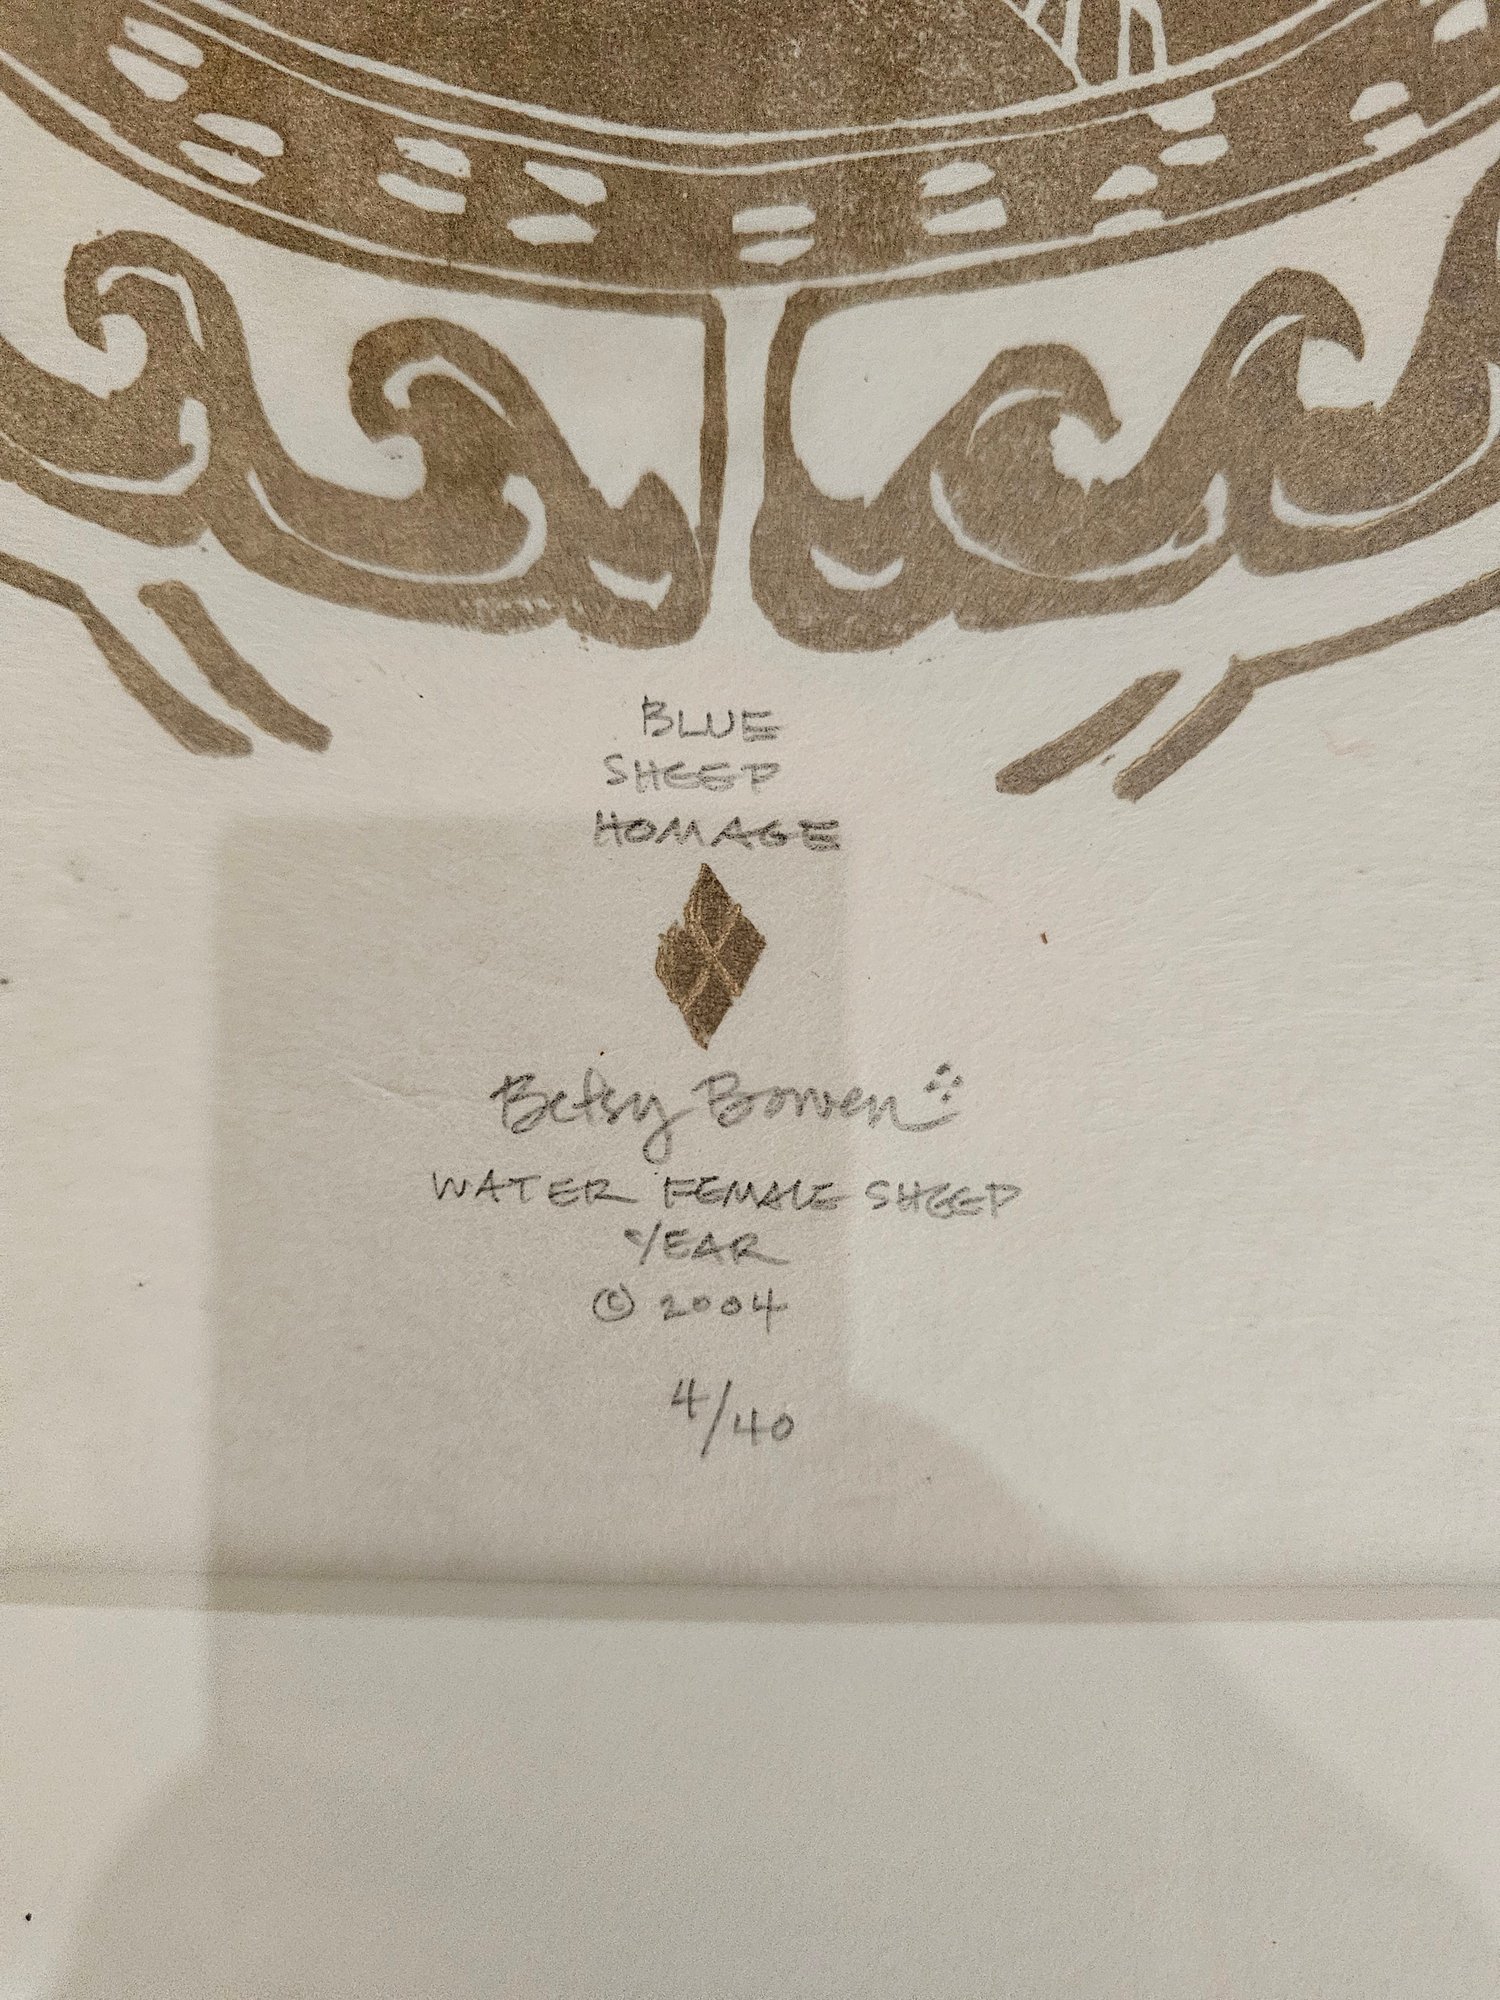 BLUE
SHEEP
HOMAGE
Betsy Bowen
WATER FEMALE SHEEP
YEAR
© 2004
4/40